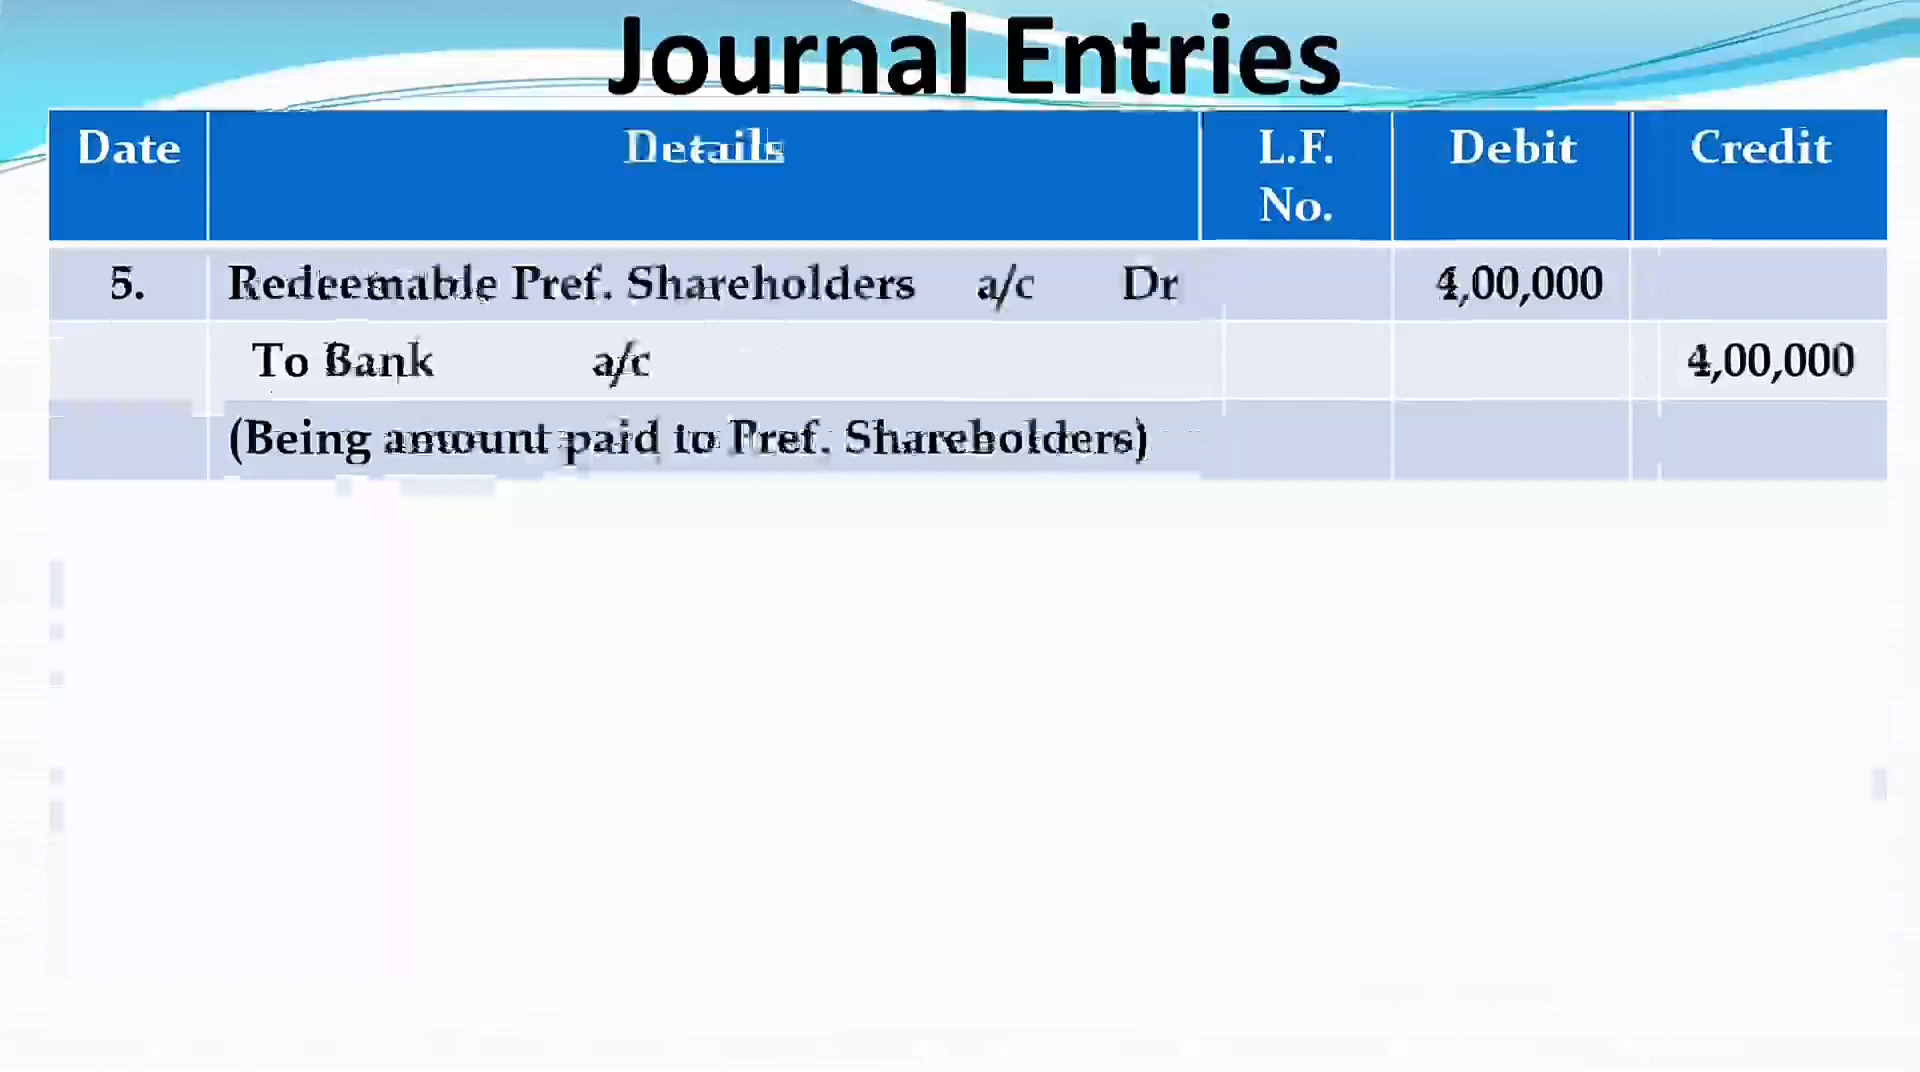 Journal Entries
Date Details L.F. No. Debit Credit
5. Redeemable Pref. Shareholders a/c Dr 4,00,000
To Bank a/c 4,00,000
(Being amount paid to Pref. Shareholders)